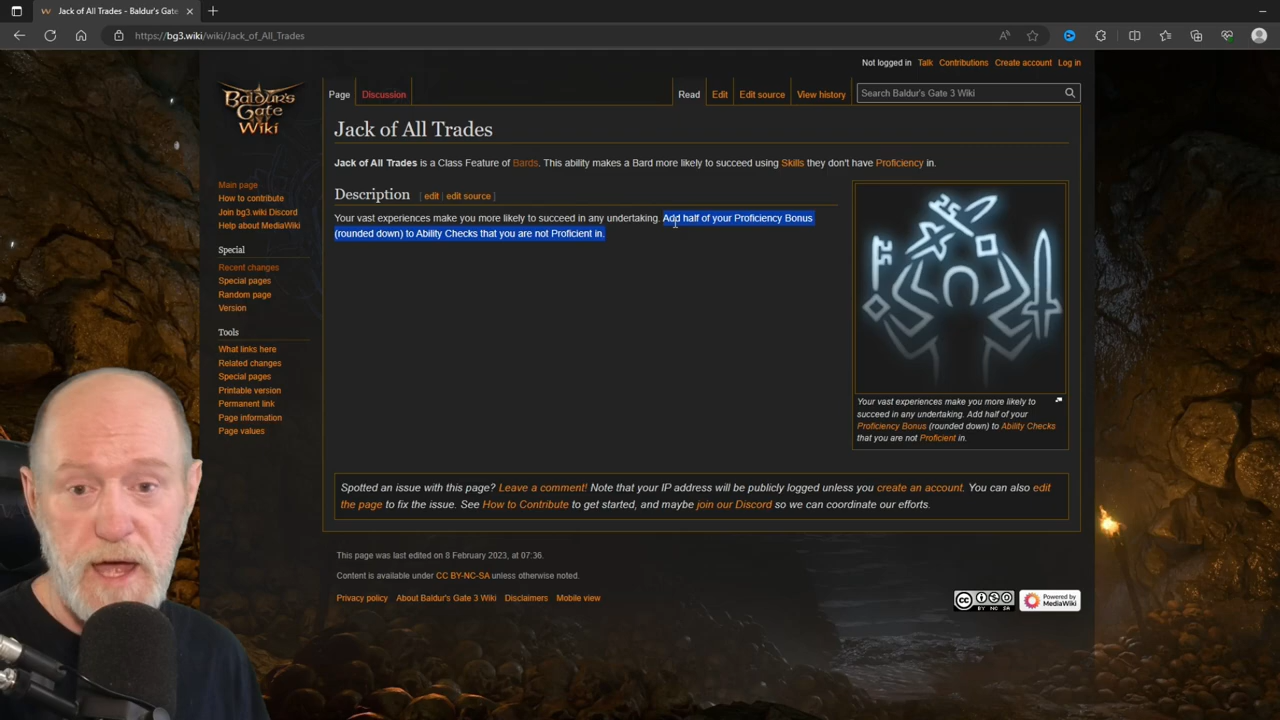 Jack of All Trades - Baldur's Gate
https://bg3.wiki/wiki/Jack_of_All_Trades
Not logged in Talk Contributions Create account Log in
Baldur's Gate Wiki
Page Discussion Read Edit Edit source View history Search Baldur's Gate 3 Wiki
Jack of All Trades
Jack of All Trades is a Class Feature of Bards. This ability makes a Bard more likely to succeed using Skills they don't have Proficiency in.
Description [ edit | edit source ]
Your vast experiences make you more likely to succeed in any undertaking. Add half of your Proficiency Bonus
(rounded down) to Ability Checks that you are not Proficient in.
Main page
How to contribute
Join bg3.wiki Discord
Help about MediaWiki
Special
Recent changes
Special pages
Random page
Version
Tools
What links here
Related changes
Special pages
Printable version
Permanent link
Page information
Page values
Your vast experiences make you more likely to
succeed in any undertaking. Add half of your
Proficiency Bonus (rounded down) to Ability Checks
that you are not Proficient in.
Spotted an issue with this page? Leave a comment! Note that your IP address will be publicly logged unless you create an account. You can also edit
the page to fix the issue. See How to Contribute to get started, and maybe join our Discord so we can coordinate our efforts.
This page was last edited on 8 February 2023, at 07:36.
Content is available under CC BY-NC-SA unless otherwise noted.
Privacy policy About Baldur's Gate 3 Wiki Disclaimers Mobile view
CC BY NC SA
Powered by MediaWiki